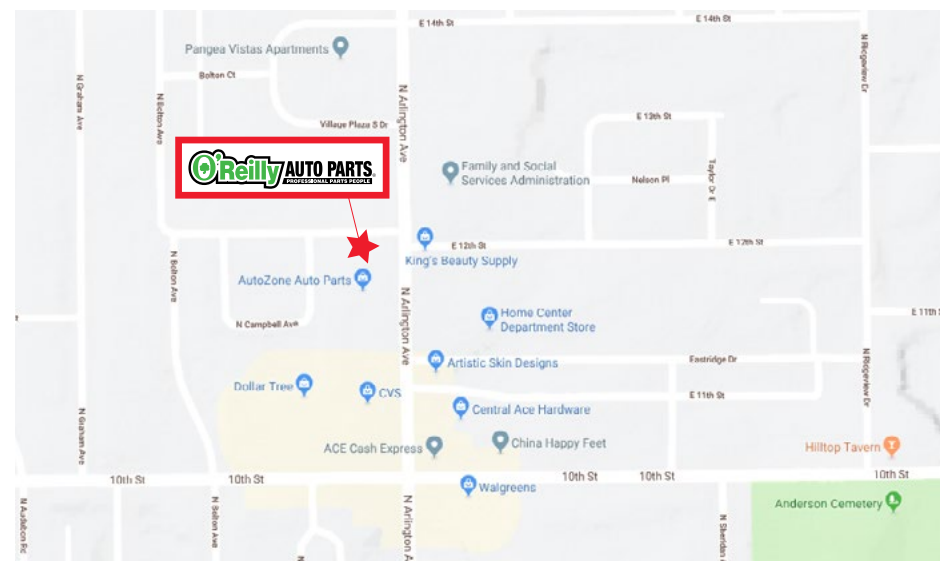 E 14th St
E 14th St
Pangea Vistas Apartments
Bolton Ct
N Ridgeview Dr
N Graham Ave
N Bolton Ave
N Arlington Ave
Village Plaza S Dr
E 13th St
O'Reilly AUTO PARTS
PROFESSIONAL PARTS PEOPLE
Family and Social
Services Administration
Nelson Pl
Taylor Dr E
E 12th St
E 12th St
King's Beauty Supply
N Bolton Ave
AutoZone Auto Parts
N Arlington Ave
N Campbell Ave
Home Center
Department Store
E 11th
Artistic Skin Designs
Eastridge Dr
N Ridgeview Dr
Dollar Tree
CVS
E 11th St
N Graham Ave
Central Ace Hardware
ACE Cash Express
China Happy Feet
Hilltop Tavern
10th St
10th St
10th St
10th St
10th St
Walgreens
Anderson Cemetery
N Audubon Rd
N Bolton Ave
N
N Arlington A
N Sheridan A